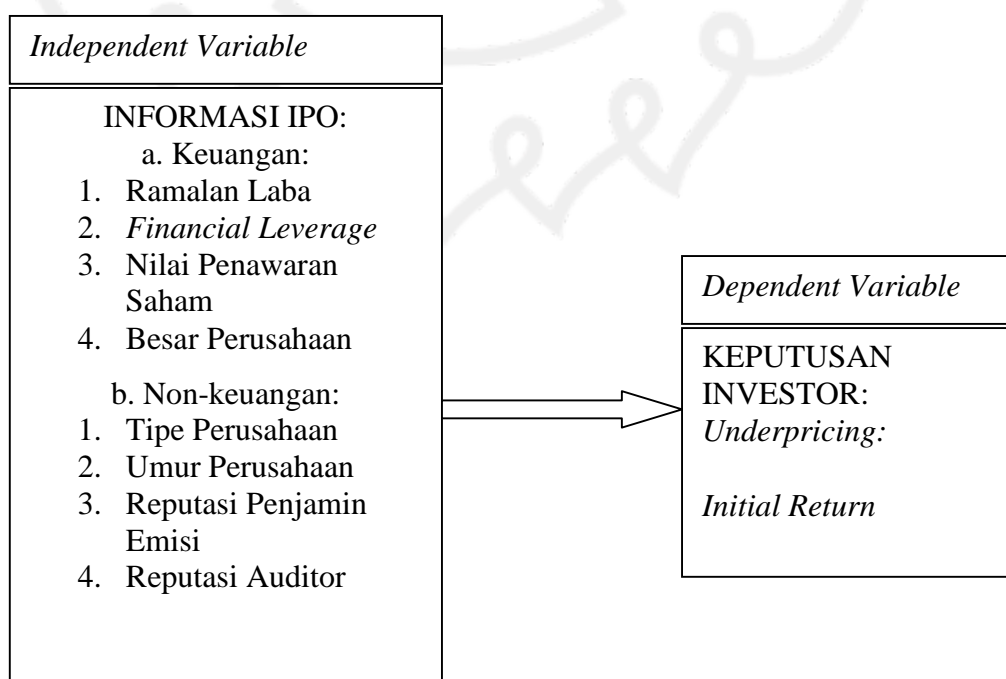 Independent Variable
INFORMASI IPO:
a. Keuangan:
1. Ramalan Laba
2. Financial Leverage
3. Nilai Penawaran
Saham
4. Besar Perusahaan
b. Non-keuangan:
1. Tipe Perusahaan
2. Umur Perusahaan
3. Reputasi Penjamin
Emisi
4. Reputasi Auditor
Dependent Variable
KEPUTUSAN
INVESTOR:
Underpricing:
Initial Return